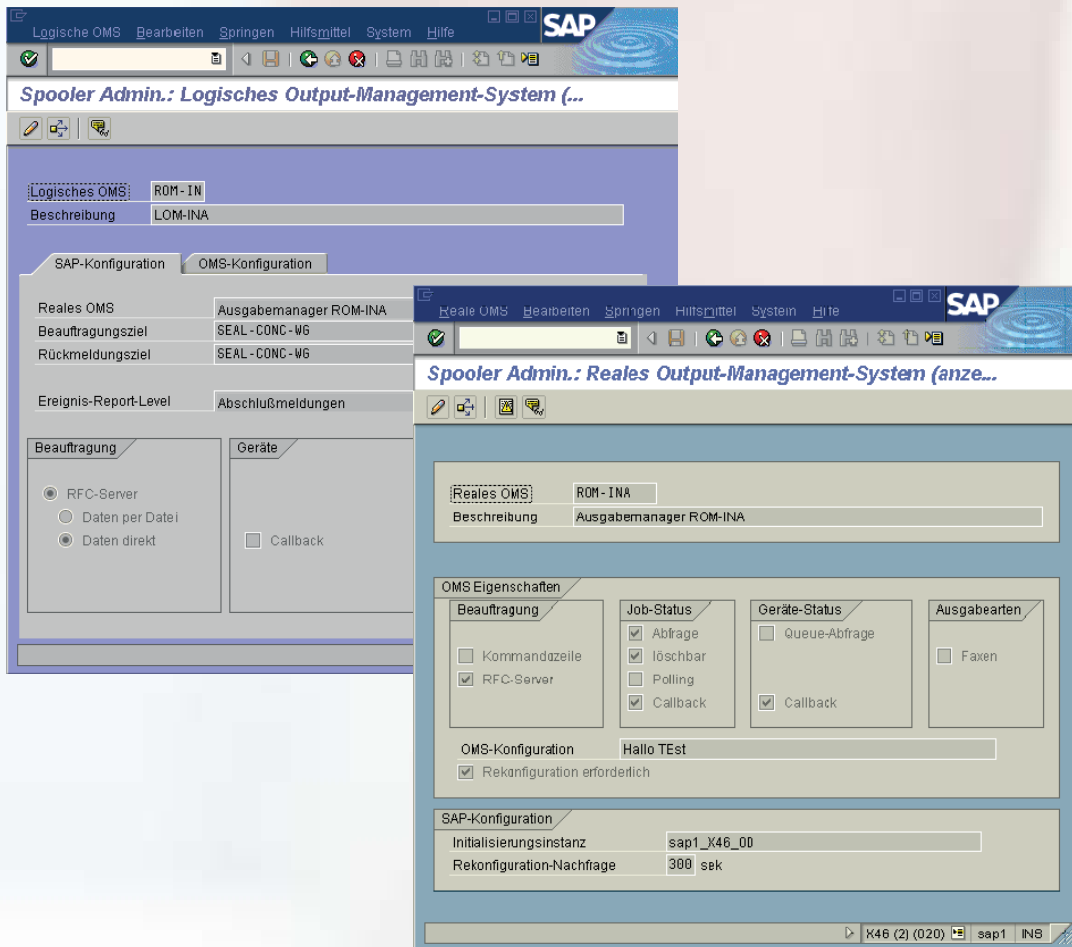 Logische OMS Bearbeiten Springen Hilfsmittel System Hilfe
SAP
Spooler Admin.: Logisches Output-Management-System (...
Logisches OMS ROM-IN
Beschreibung LOM-INA
SAP-Konfiguration OMS-Konfiguration
Reales OMS Ausgabemanager ROM-INA
Beauftragungsziel SEAL-CONC-WG
Rückmeldungsziel SEAL-CONC-WG
Ereignis-Report-Level Abschlußmeldungen
Beauftragung Geräte
RFC-Server
Daten per Datei
Daten direkt Callback
Reale OMS Bearbeiten Springen Hilfsmittel System Hilfe
SAP
Spooler Admin.: Reales Output-Management-System (anze...
Reales OMS ROM-INA
Beschreibung Ausgabemanager ROM-INA
OMS Eigenschaften
Beauftragung Job-Status Geräte-Status Ausgabearten
Abfrage Queue-Abfrage
Kommandozeile löschbar Faxen
RFC-Server Polling
Callback Callback
OMS-Konfiguration Hallo TEst
Rekonfiguration erforderlich
SAP-Konfiguration
Initialisierungsinstanz sap1_X46_00
Rekonfiguration-Nachfrage 300 sek
X46 (2) (020) sap1 INS